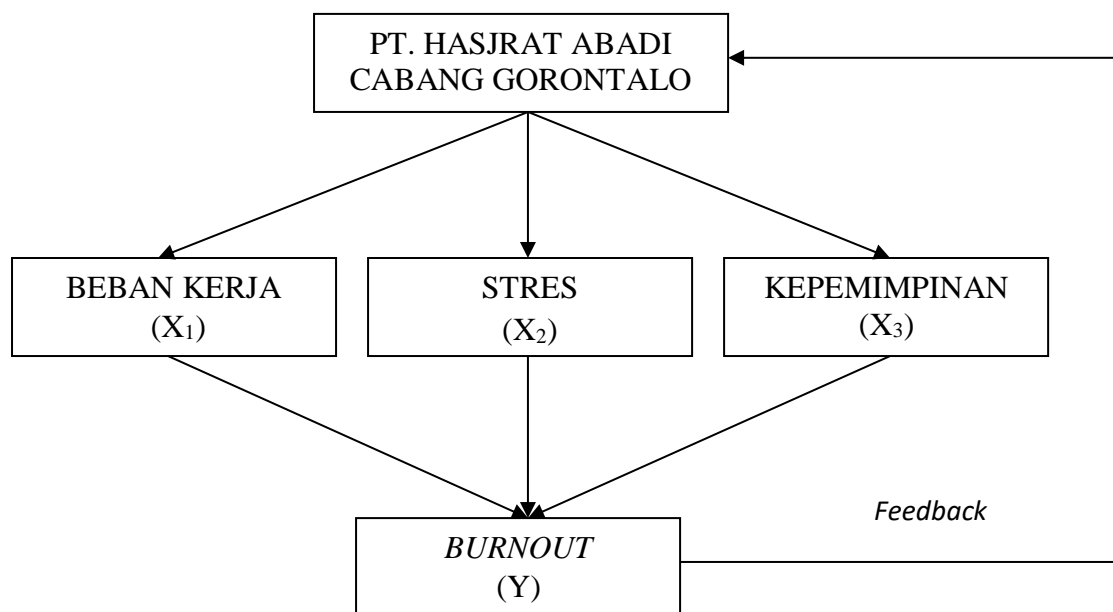 PT. HASJRAT ABADI
CABANG GORONTALO
BEBAN KERJA
(X₁)
STRES
(X₂)
KEPEMIMPINAN
(X₃)
Feedback
BURNOUT
(Y)